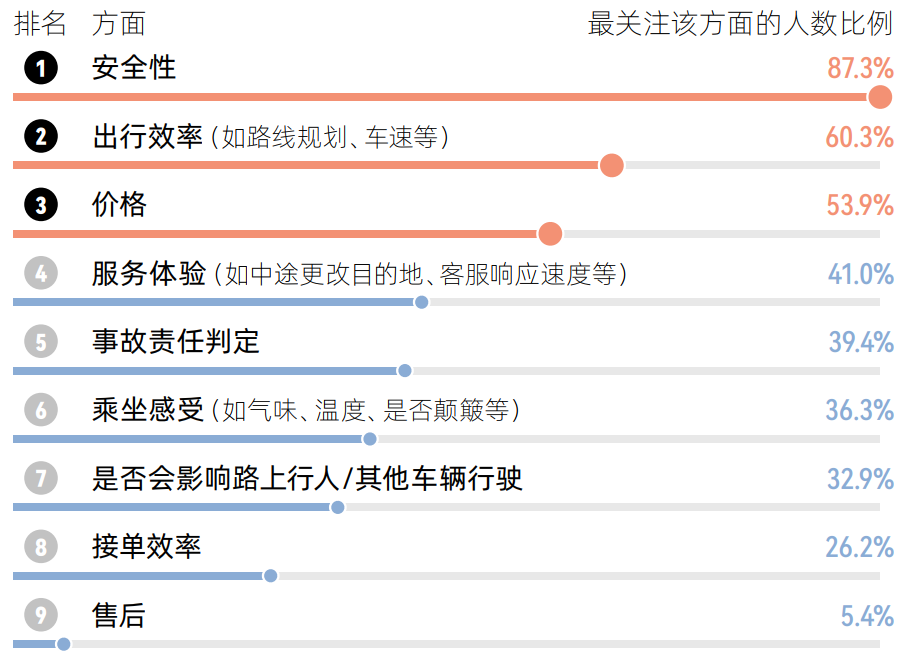 排名 方面 最关注该方面的人数比例
1 安全性 87.3%
2 出行效率（如路线规划、车速等） 60.3%
3 价格 53.9%
4 服务体验（如中途更改目的地、客服响应速度等） 41.0%
5 事故责任判定 39.4%
6 乘坐感受（如气味、温度、是否颠簸等） 36.3%
7 是否会影响路上行人/其他车辆行驶 32.9%
8 接单效率 26.2%
9 售后 5.4%